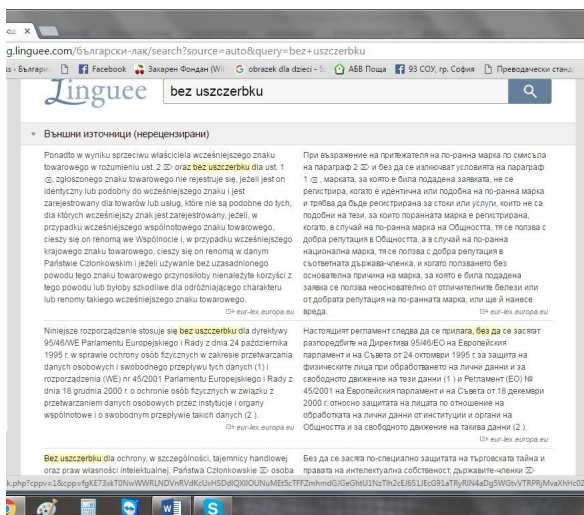 од
g.linguee.com/български-лак/search?source=auto&query=bez+uszczerbku
Българи
Facebook
Захарен Фондан (Wil
obrazek dla dzieci - S
АБВ Поща
93 СОУ, гр. София
Преводачески станд
Linguee
bez uszczerbku
Външни източници (нерецензирани)
Ponadto w wyniku sprzeciwu właściciela wcześniejszego znaku
towarowego w rozumieniu ust. 2 oraz bez uszczerbku dla ust. 1
, zgłoszonego znaku towarowego nie rejestruje się, jeżeli jest on
identyczny lub podobny do wcześniejszego znaku i jest
zarejestrowany dla towarów lub usług, które nie są podobne do tych,
dla których wcześniejszy znak jest zarejestrowany, jeżeli, w
przypadku wcześniejszego wspólnotowego znaku towarowego,
cieszy się on renomą we Wspólnocie i, w przypadku wcześniejszego
krajowego znaku towarowego, cieszy się on renomą w danym
Państwie Członkowskim i jeżeli używanie bez uzasadnionego
powodu tego znaku towarowego przynosiłoby nienależyte korzyści z
tego powodu lub byłoby szkodliwe dla odróżniającego charakteru
lub renomy takiego wcześniejszego znaku towarowego.
eur-lex.europa.eu
При възражение на притежателя на по-ранна марка по смисъла
на параграф 2 и без да се изключват условията на параграф
1 , марката, за която е била подадена заявката, не се
регистрира, когато е идентична или подобна на по-ранна марка
и трябва да бъде регистрирана за стоки или услуги, които не са
подобни на тези, за които по-ранната марка е регистрирана,
когато, в случай на по-ранна марка на Общността, тя се ползва с
добра репутация в Общността, а в случай на по-ранна
национална марка, тя се ползва с добра репутация в
съответната държава-членка, и когато ползването без
основателна причина на марка, за която е била подадена
заявка се ползва неоснователно от отличителните белези или
от добрата репутация на по-ранната марка, или ще ѝ нанесе
вреда.
eur-lex.europa.eu
Niniejsze rozporządzenie stosuje się bez uszczerbku dla dyrektywy
95/46/WE Parlamentu Europejskiego i Rady z dnia 24 października
1995 r. w sprawie ochrony osób fizycznych w zakresie przetwarzania
danych osobowych i swobodnego przepływu tych danych (1) i
rozporządzenia (WE) nr 45/2001 Parlamentu Europejskiego i Rady z
dnia 18 grudnia 2000 r. o ochronie osób fizycznych w związku z
przetwarzaniem danych osobowych przez instytucje i organy
wspólnotowe i o swobodnym przepływie takich danych (2 ).
eur-lex.europa.eu
Настоящият регламент следва да се прилага, без да се засягат
разпоредбите на Директива 95/46/ЕО на Европейския
парламент и на Съвета от 24 октомври 1995 г. за защита на
физическите лица при обработването на лични данни и за
свободното движение на тези данни (1 ) и Регламент (ЕО) №
45/2001 на Европейския парламент и на Съвета от 18 декември
2000 г. относно защитата на лицата по отношение на
обработката на лични данни от институции и органи на
Общността и за свободното движение на такива данни (2 ).
eur-lex.europa.eu
Bez uszczerbku dla ochrony, w szczególności, tajemnicy handlowej
oraz praw własności intelektualnej, Państwa Członkowskie osoba
Без да се засяга по-специално защитата на търговската тайна и
правата на интелектуална собственост, държавите-членки